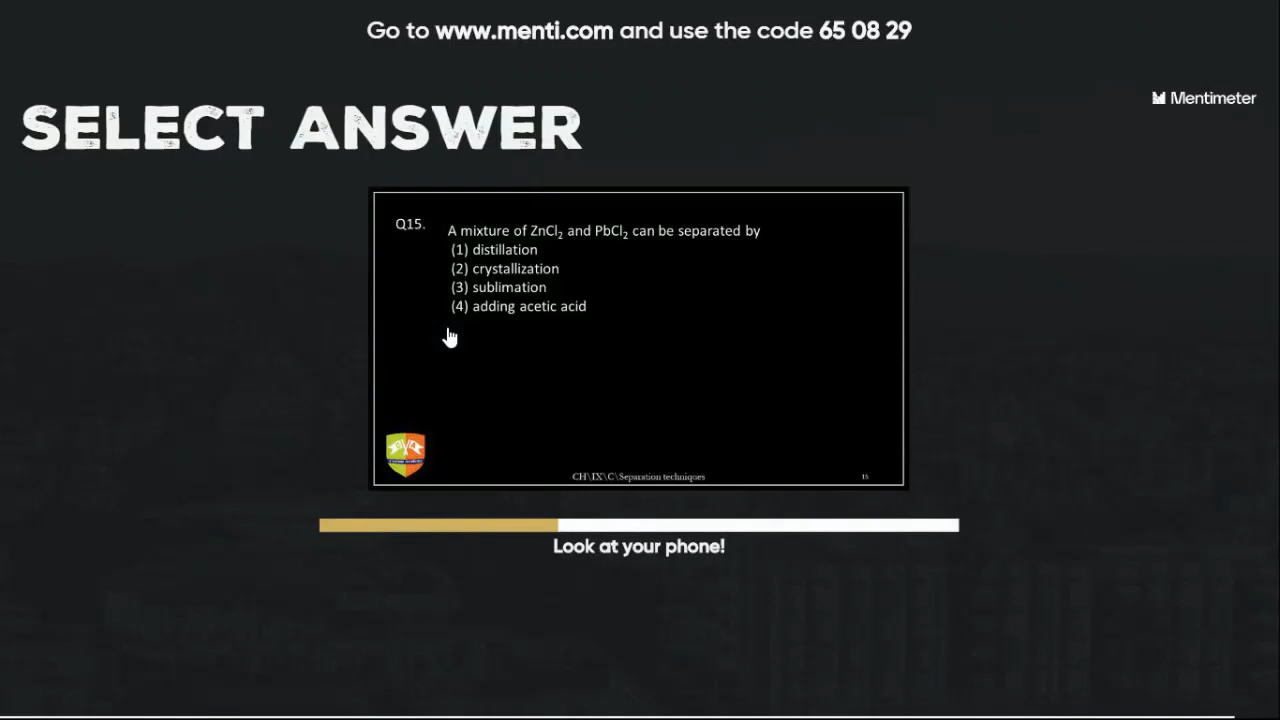 Go to www.menti.com and use the code 65 08 29
Mentimeter
SELECT ANSWER
Q15. A mixture of ZnCl₂ and PbCl₂ can be separated by
(1) distillation
(2) crystallization
(3) sublimation
(4) adding acetic acid
CH\IX\C\Separation techniques 15
Look at your phone!